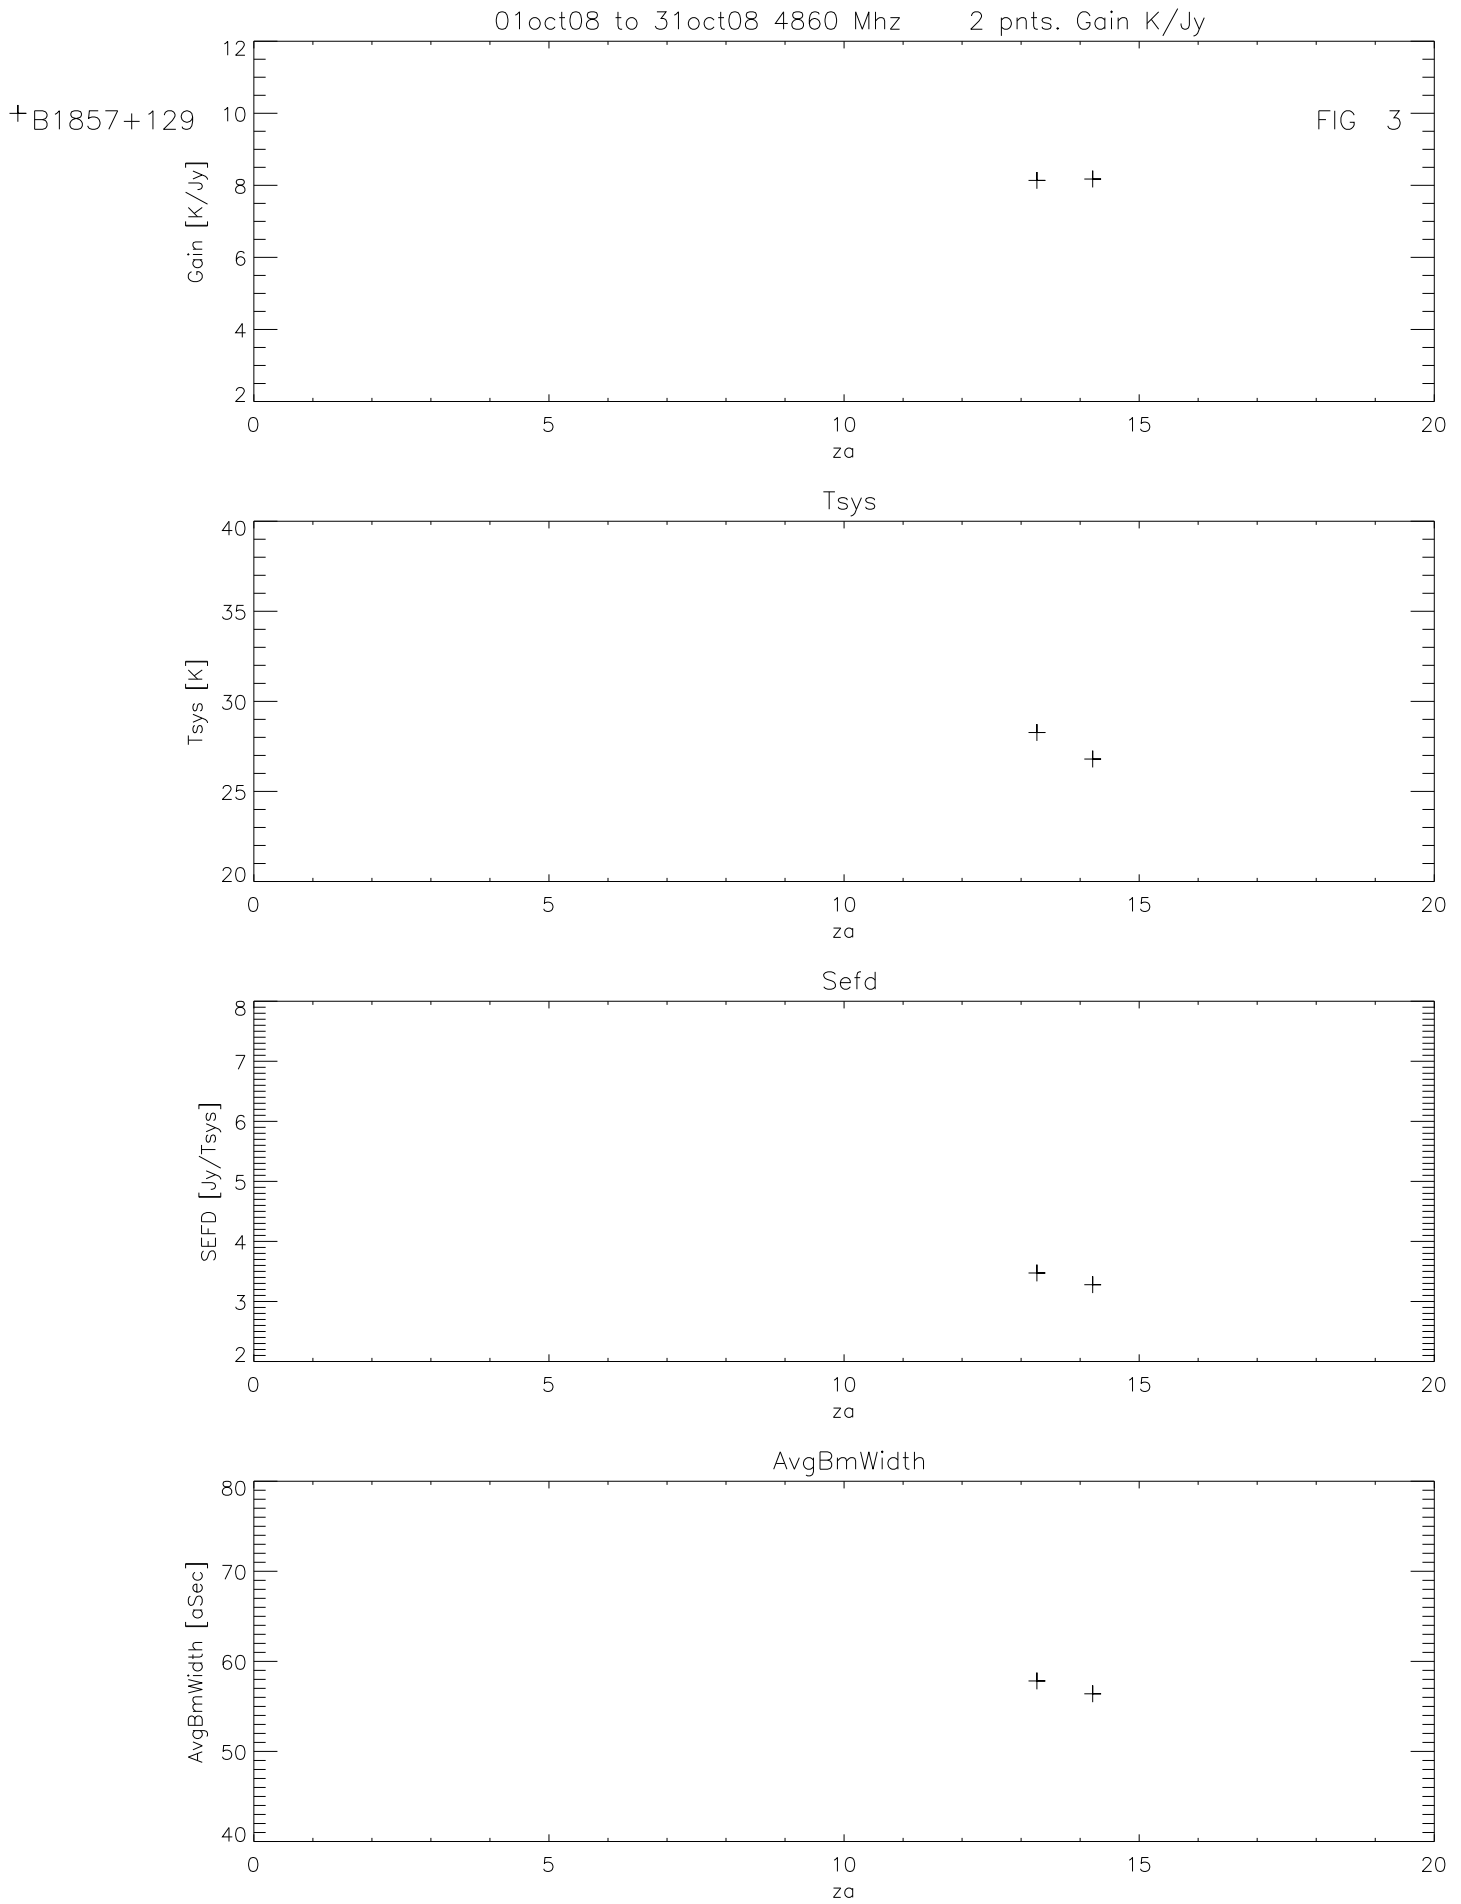 01oct08 to 31oct08 4860 Mhz 2 pnts. Gain K/Jy
+ B1857+129
FIG 3
Gain [K/Jy]
12
10
8
6
4
2
0 5 10 15 20
za
Tsys
Tsys [K]
40
35
30
25
20
0 5 10 15 20
za
Sefd
SEFD [Jy/Tsys]
8
7
6
5
4
3
2
0 5 10 15 20
za
AvgBmWidth
AvgBmWidth [aSec]
80
70
60
50
40
0 5 10 15 20
za